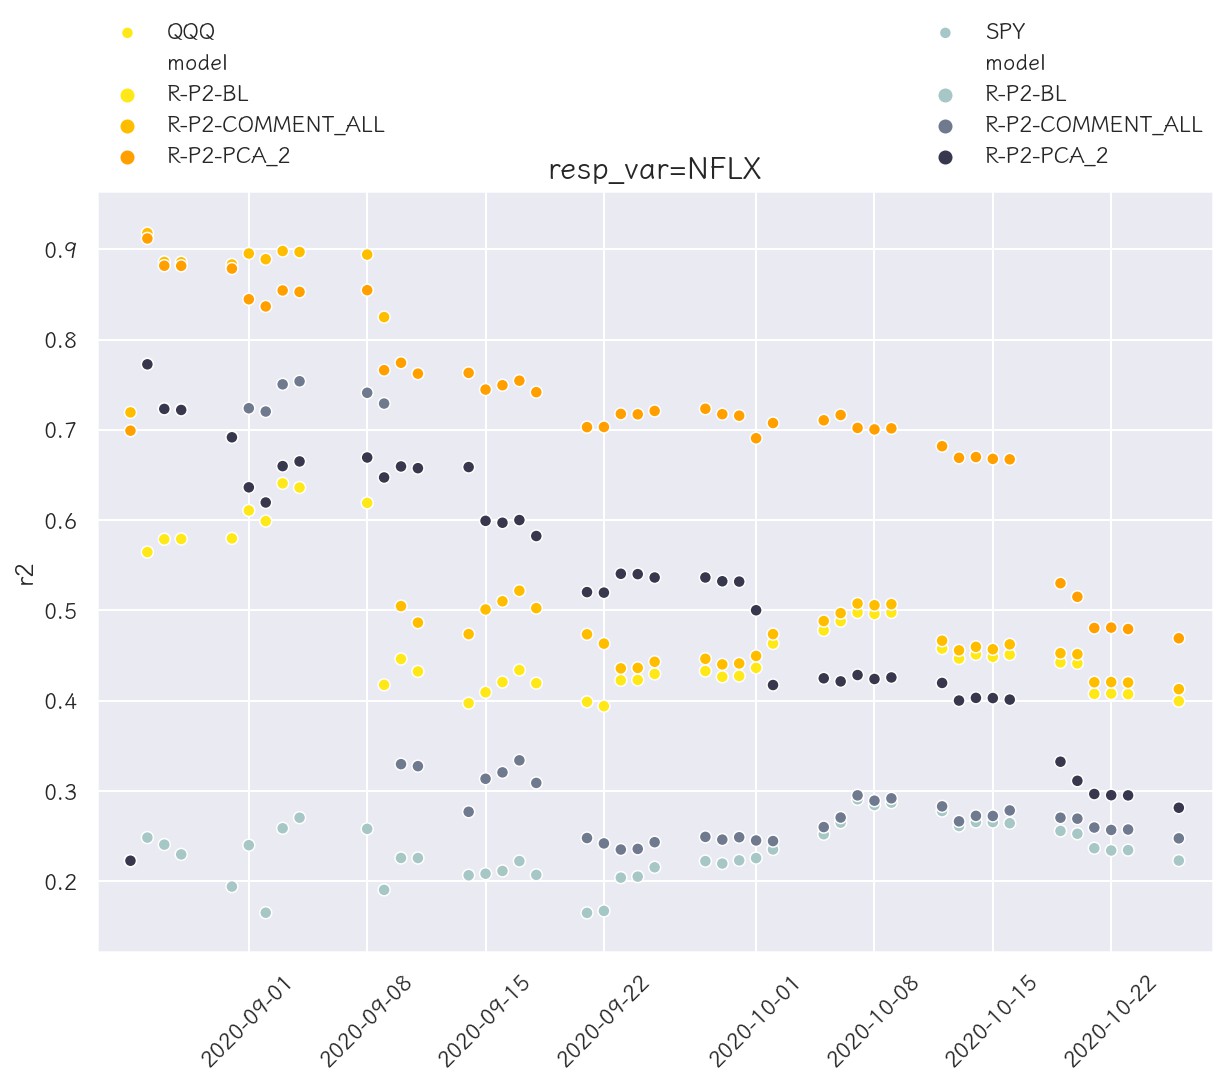 QQQ
model
R-P2-BL
R-P2-COMMENT_ALL
R-P2-PCA_2
SPY
model
R-P2-BL
R-P2-COMMENT_ALL
R-P2-PCA_2
resp_var=NFLX
0.9
0.8
0.7
0.6
0.5
0.4
0.3
0.2
r2
2020-09-01
2020-09-08
2020-09-15
2020-09-22
2020-10-01
2020-10-08
2020-10-15
2020-10-22